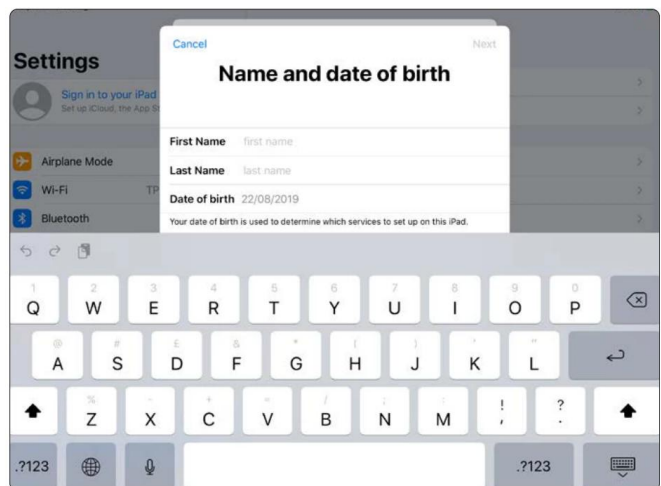 Settings
Sign in to your iPad
Set up iCloud, the App St
Airplane Mode
Wi-Fi TP
Bluetooth
Cancel Next
Name and date of birth
First Name first name
Last Name last name
Date of birth 22/08/2019
Your date of birth is used to determine which services to set up on this iPad.
1 2 3 4 5 6 7 8 9 0
Q W E R T Y U I O P
@ # £ & * ( ) ' "
A S D F G H J K L
% - + = / ; : ! ?
Z X C V B N M , .
.?123 .?123